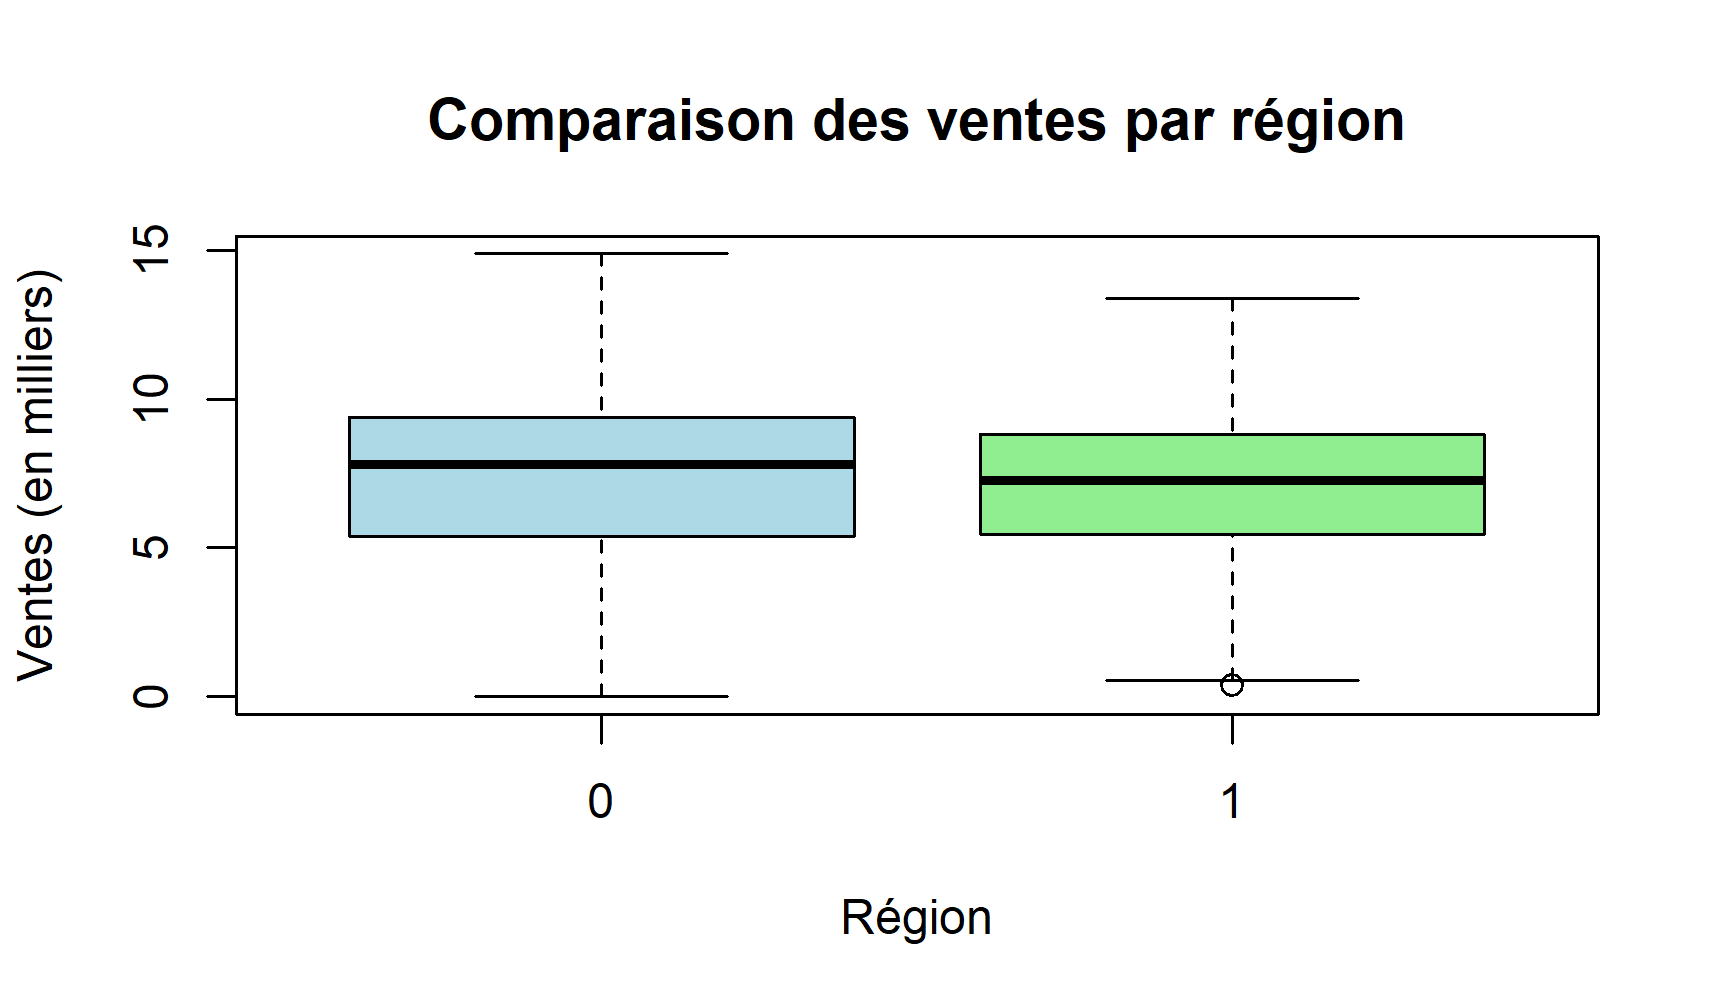 Comparaison des ventes par région
Ventes (en milliers)
15
10
5
0
0
1
Région